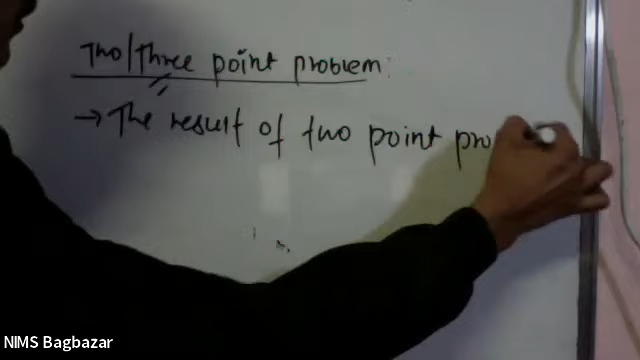 Two/Three point problem:
→ The result of two point pro
NIMS Bagbazar